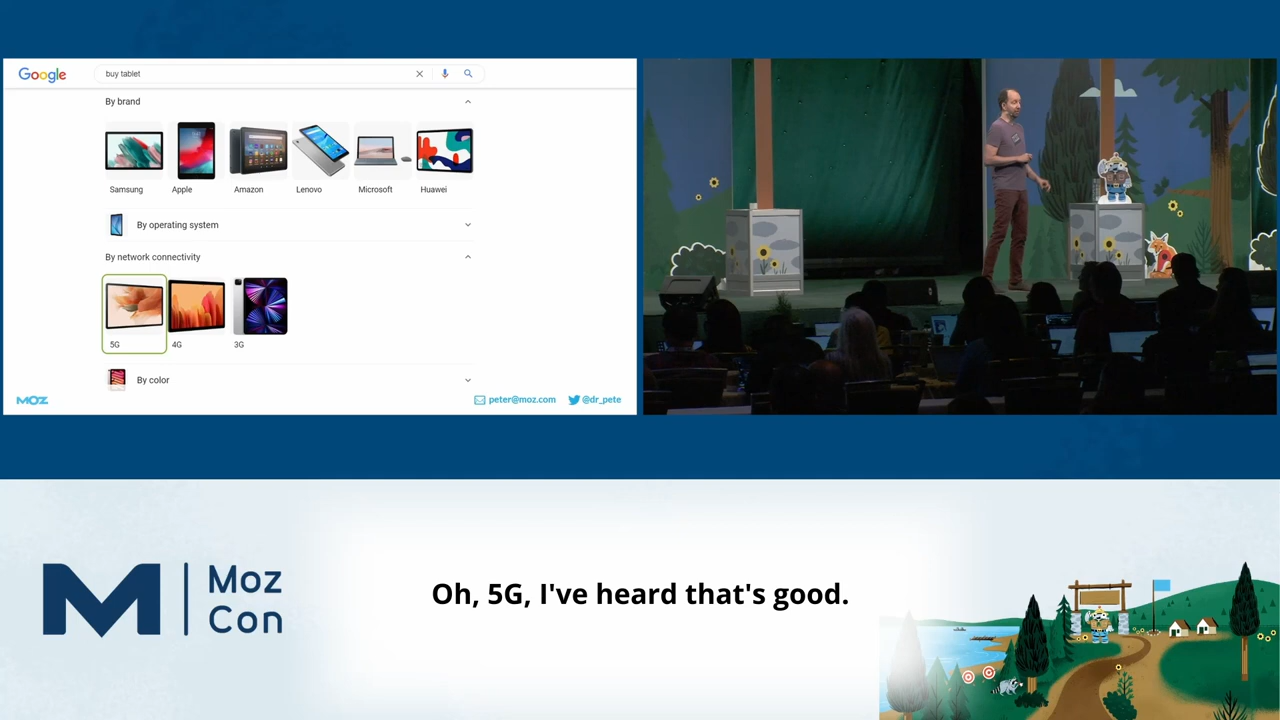 Google
buy tablet
By brand
Samsung Apple Amazon Lenovo Microsoft Huawei
By operating system
By network connectivity
5G 4G 3G
By color
MOZ peter@moz.com @dr_pete
M Moz
Con
Oh, 5G, I've heard that's good.